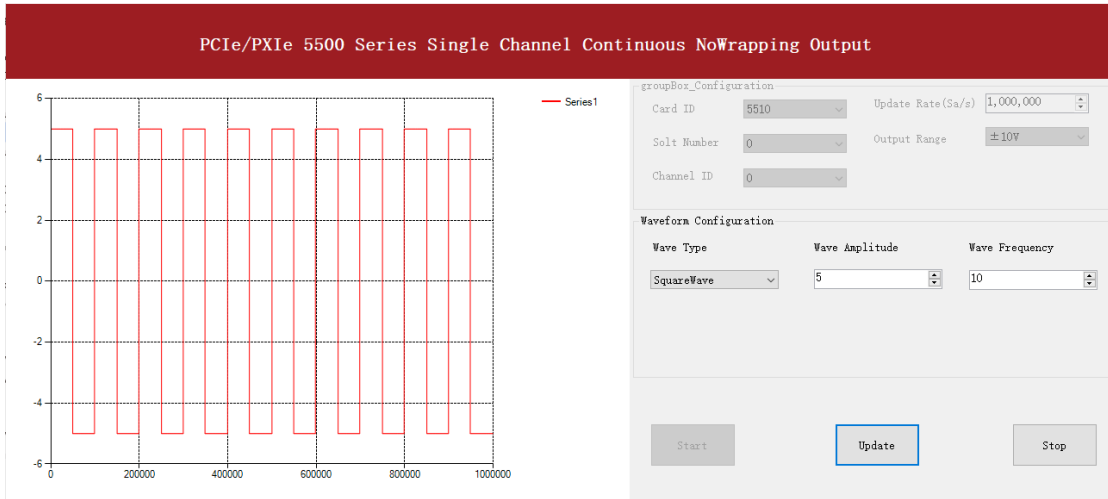 PCIe/PXIe 5500 Series Single Channel Continuous NoWrapping Output
6
4
2
0
-2
-4
-6
0
200000
400000
600000
800000
1000000
Series1
groupBox_Configuration
Card ID
5510
Update Rate(Sa/s)
1,000,000
Solt Number
0
Output Range
±10V
Channel ID
0
Waveform Configuration
Wave Type
Wave Amplitude
Wave Frequency
SquareWave
5
10
Start
Update
Stop